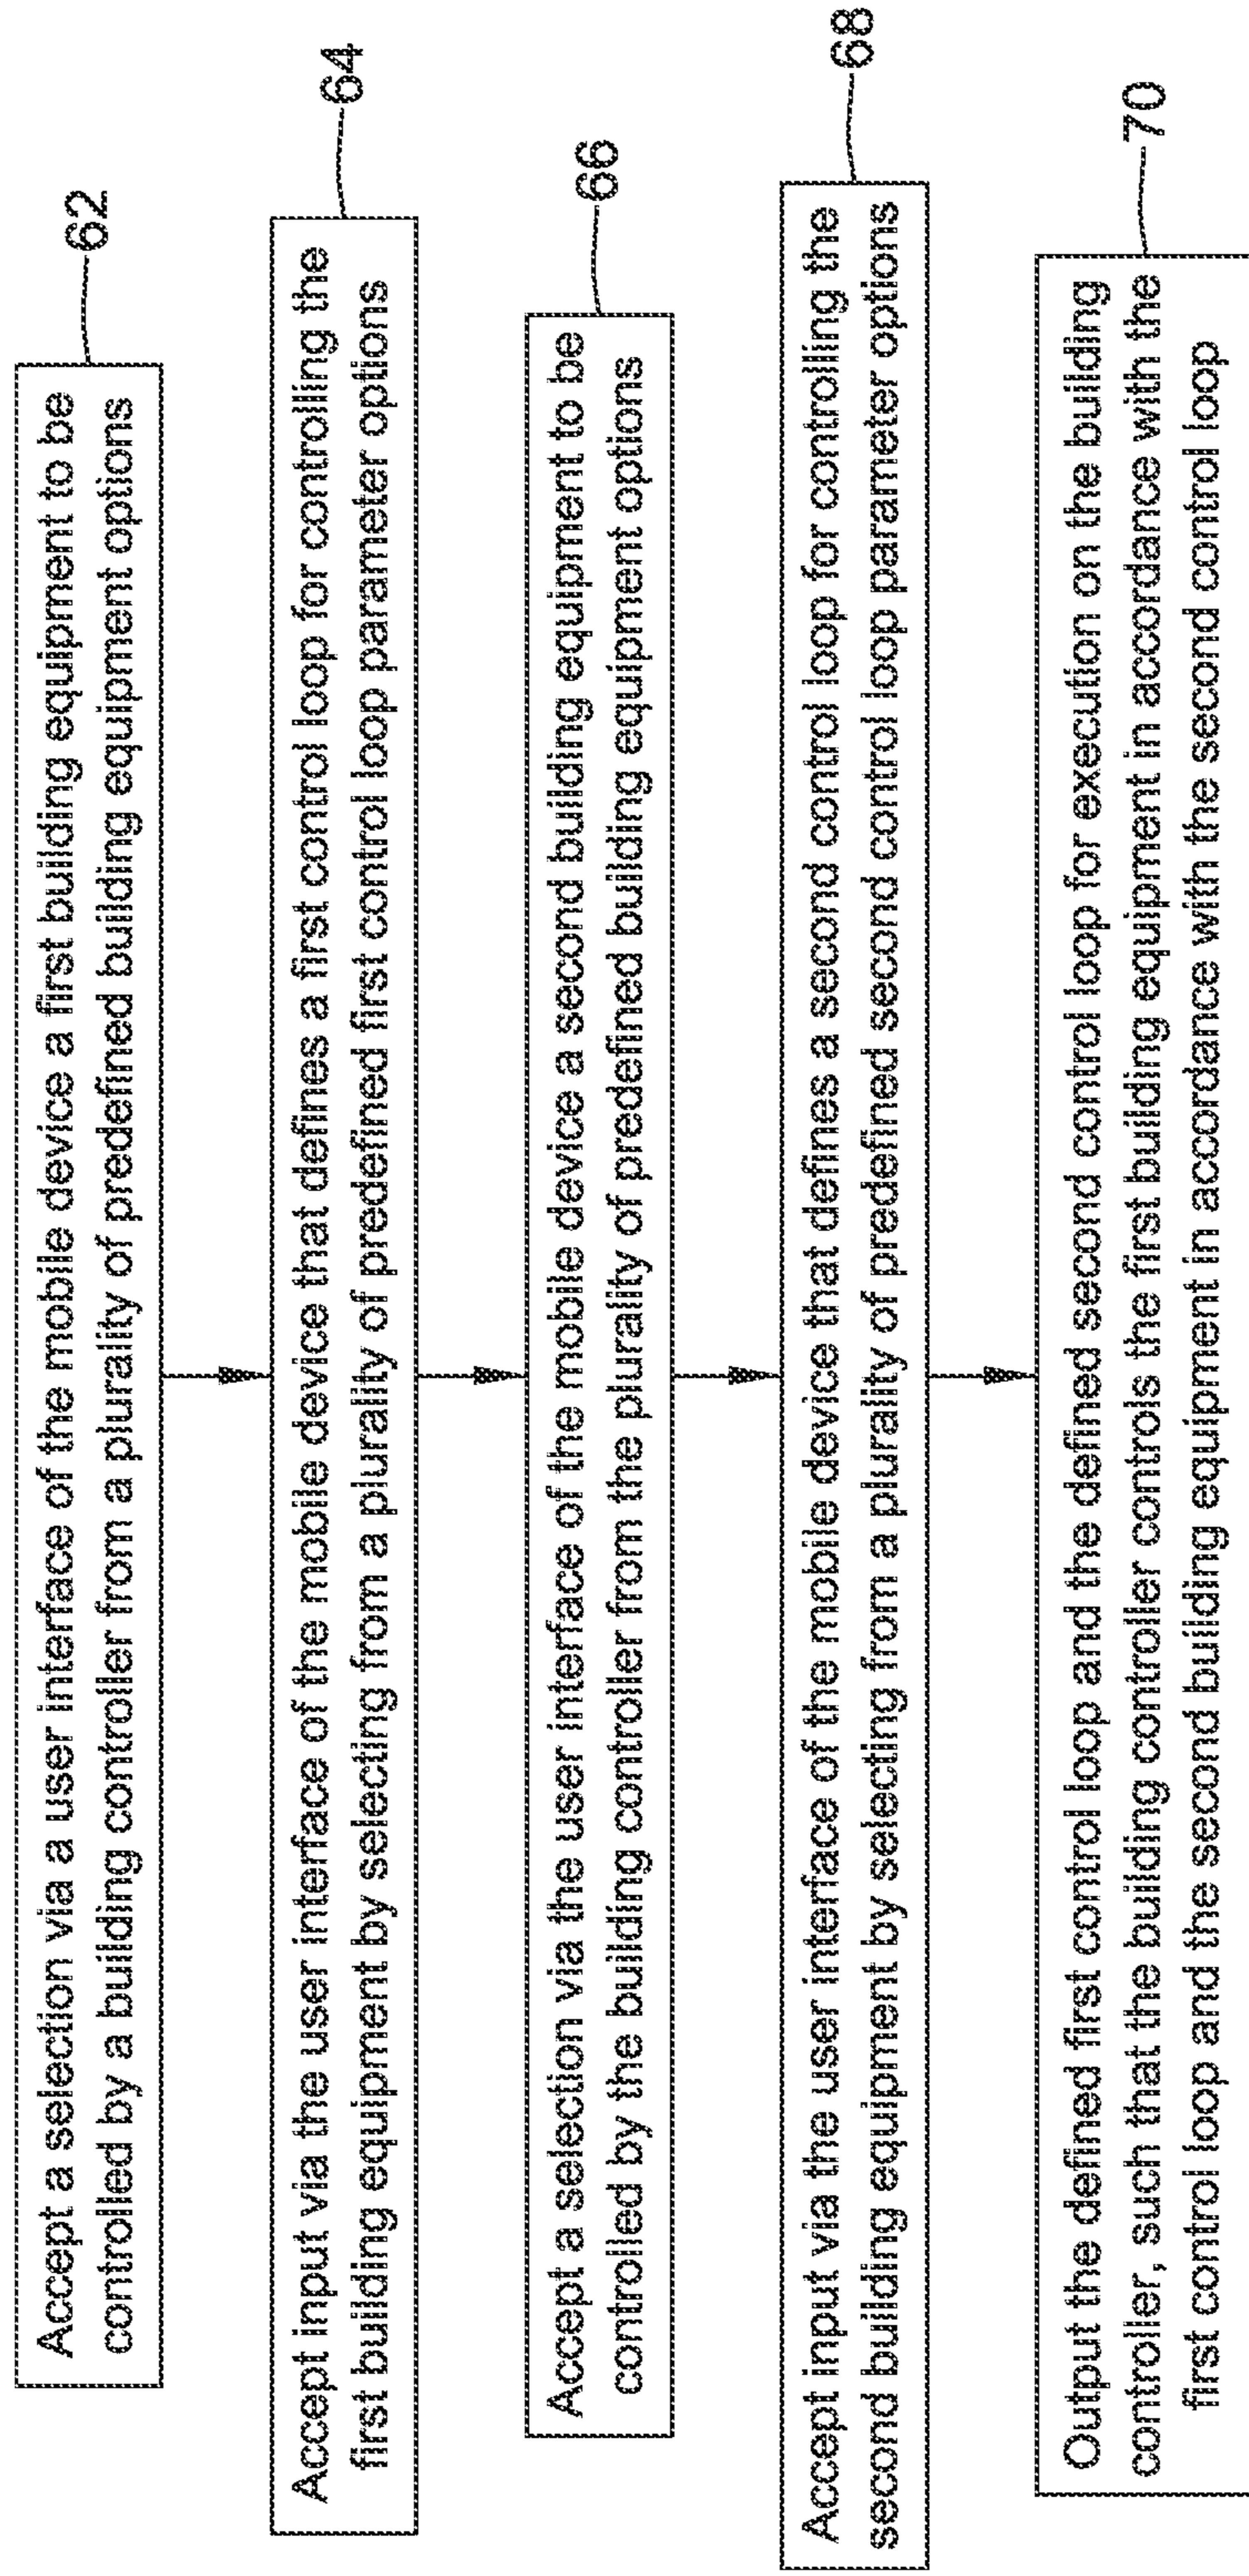 Accept a selection via a user interface of the mobile device a first building equipment to be
controlled by a building controller from a plurality of predefined building equipment options
62
Accept input via the user interface of the mobile device that defines a first control loop for controlling the
first building equipment by selecting from a plurality of predefined first control loop parameter options
64
Accept a selection via the user interface of the mobile device a second building equipment to be
controlled by the building controller from the plurality of predefined building equipment options
66
Accept input via the user interface of the mobile device that defines a second control loop for controlling the
second building equipment by selecting from a plurality of predefined second control loop parameter options
68
Output the defined first control loop and the defined second control loop for execution on the building
controller, such that the building controller controls the first building equipment in accordance with the
first control loop and the second building equipment in accordance with the second control loop
70